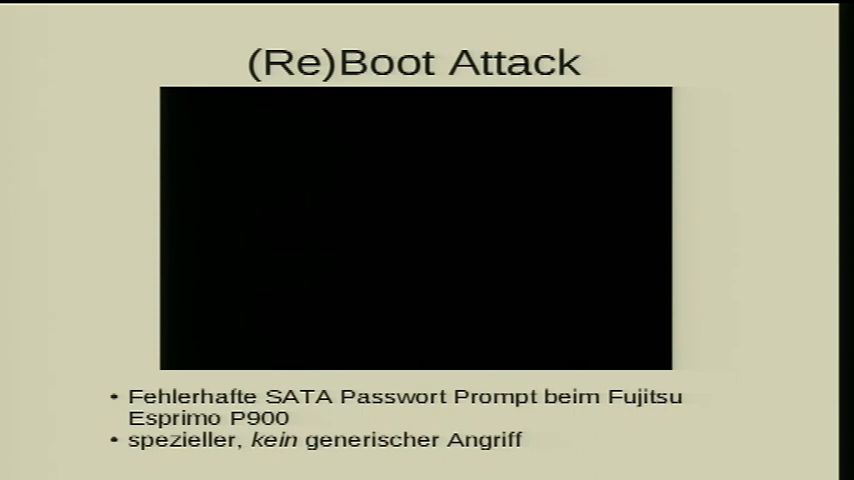 (Re)Boot Attack
• Fehlerhafte SATA Passwort Prompt beim Fujitsu
Esprimo P900
• spezieller, kein generischer Angriff